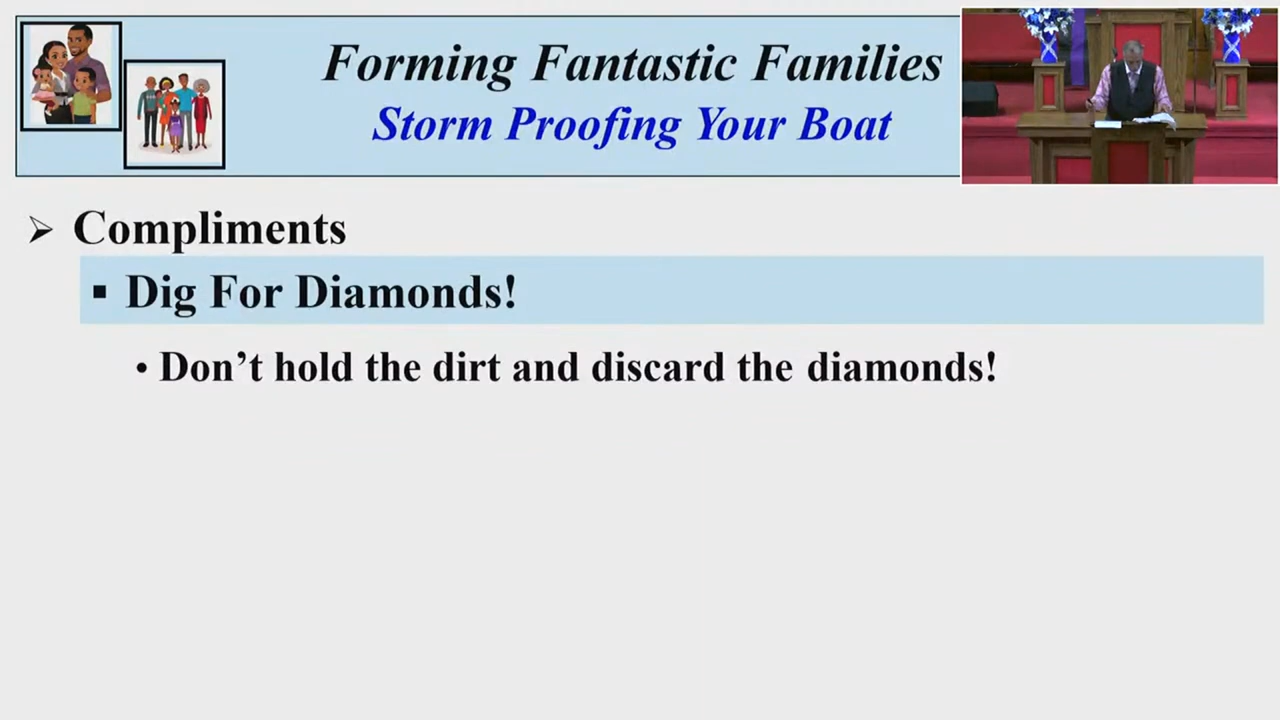 Forming Fantastic Families
Storm Proofing Your Boat
Compliments
Dig For Diamonds!
Don’t hold the dirt and discard the diamonds!